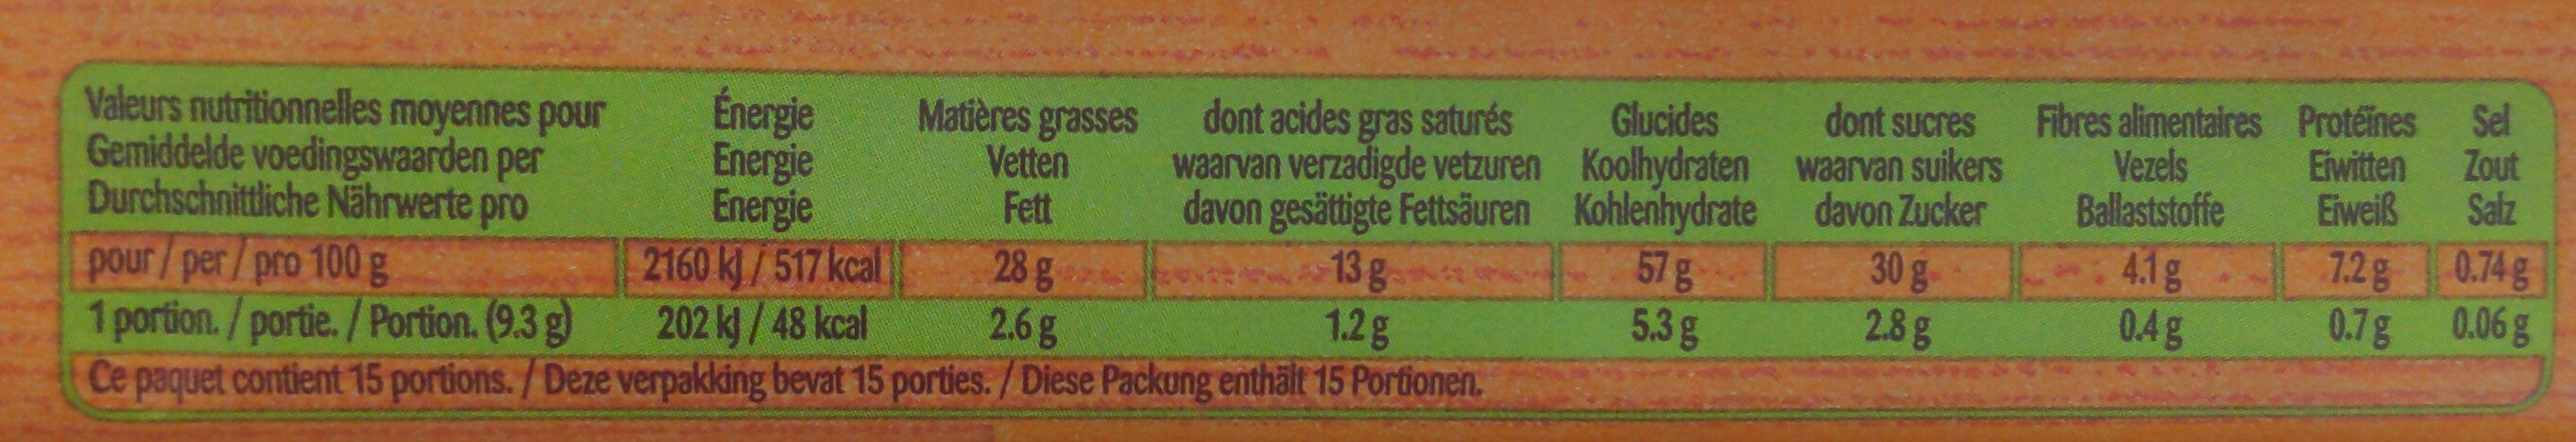 Valeurs nutritionnelles moyennes pour Énergie Matières grasses dont acides gras saturés Glucides dont sucres Fibres alimentaires Protéines Sel
Gemiddelde voedingswaarden per Energie Vetten waarvan verzadigde vetzuren Koolhydraten waarvan suikers Vezels Eiwitten Zout
Durchschnittliche Nährwerte pro Energie Fett davon gesättigte Fettsäuren Kohlenhydrate davon Zucker Ballaststoffe Eiweiß Salz
pour / per / pro 100 g 2160 kJ / 517 kcal 28 g 13 g 57 g 30 g 4.1 g 7.2 g 0.74 g
1 portion. / portie. / Portion. (9.3 g) 202 kJ / 48 kcal 2.6 g 1.2 g 5.3 g 2.8 g 0.4 g 0.7 g 0.06 g
Ce paquet contient 15 portions. / Deze verpakking bevat 15 porties. / Diese Packung enthält 15 Portionen.